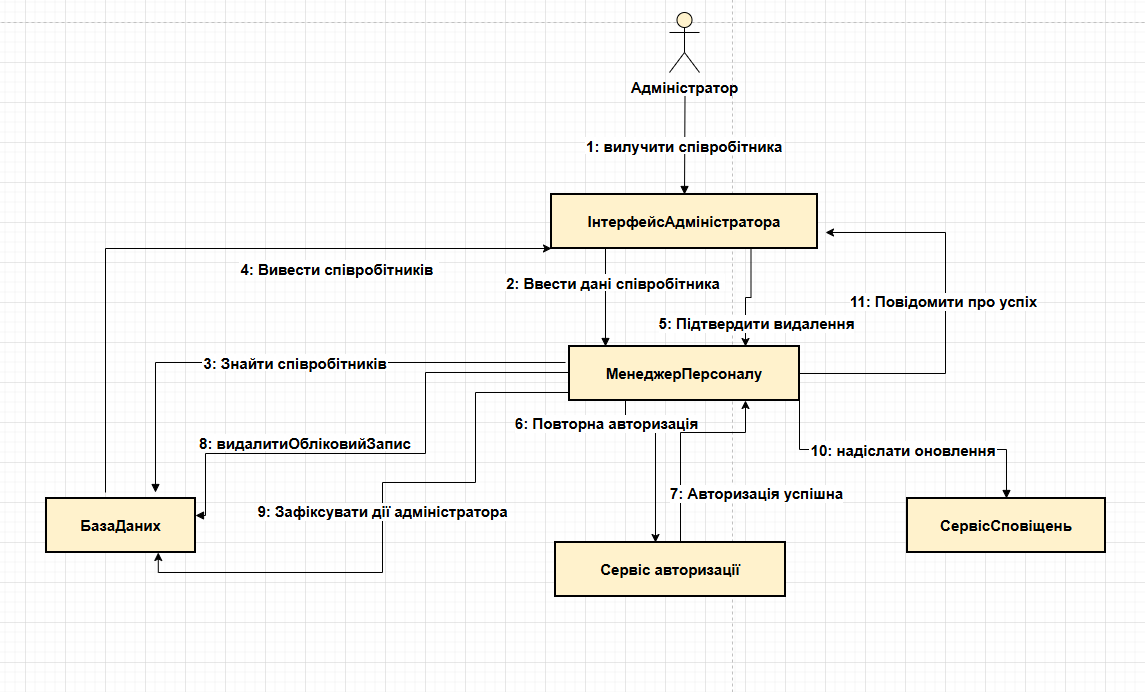 Адміністратор
1: вилучити співробітника
ІнтерфейсАдміністратора
4: Вивести співробітників
2: Ввести дані співробітника
11: Повідомити про успіх
5: Підтвердити видалення
3: Знайти співробітників
МенеджерПерсоналу
6: Повторна авторизація
8: видалитиОбліковийЗапис
10: надіслати оновлення
7: Авторизація успішна
9: Зафіксувати дії адміністратора
БазаДаних
СервісСповіщень
Сервіс авторизації